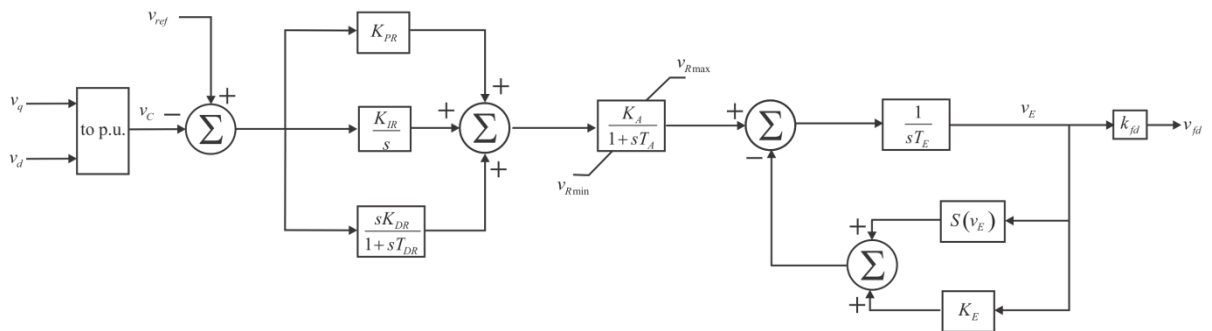 v_ref
v_q
v_d
to p.u.
v_C
−
+
Σ
K_PR
K_IR
s
sK_DR
1+sT_DR
+
+
+
Σ
v_Rmax
K_A
1+sT_A
v_Rmin
+
−
Σ
1
sT_E
v_E
k_fd
v_fd
S(v_E)
+
Σ
+
K_E